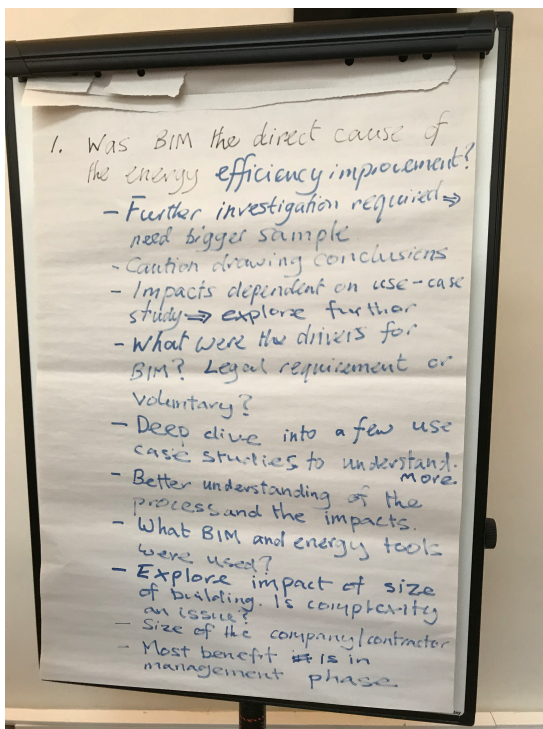 1. Was BIM the direct cause of
the energy efficiency improvement?
- Further investigation required ⇒
need bigger sample
- Caution drawing conclusions
- Impacts dependent on use-case
study ⇒ explore further
- What were the drivers for
BIM? Legal requirement or
voluntary?
- Deep dive into a few use
case studies to understand.
more.
- Better understanding of the
process and the impacts.
- What BIM and energy tools
were used?
- Explore impact of size
of building. Is complexity
an issue?
- Size of the company/contractor
- Most benefit is in
management phase